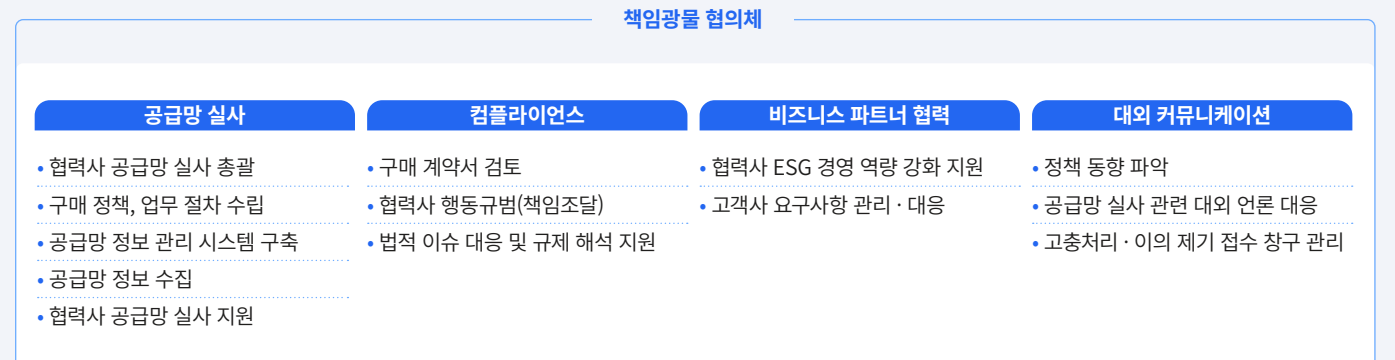 책임광물 협의체
공급망 실사
• 협력사 공급망 실사 총괄
• 구매 정책, 업무 절차 수립
• 공급망 정보 관리 시스템 구축
• 공급망 정보 수집
• 협력사 공급망 실사 지원
컴플라이언스
• 구매 계약서 검토
• 협력사 행동규범(책임조달)
• 법적 이슈 대응 및 규제 해석 지원
비즈니스 파트너 협력
• 협력사 ESG 경영 역량 강화 지원
• 고객사 요구사항 관리 · 대응
대외 커뮤니케이션
• 정책 동향 파악
• 공급망 실사 관련 대외 언론 대응
• 고충처리 · 이의 제기 접수 창구 관리